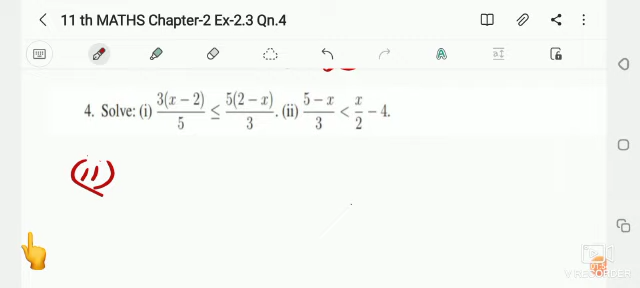 11 th MATHS Chapter-2 Ex-2.3 Qn.4
4. Solve: (i) 3(x − 2)/5 ≤ 5(2 − x)/3 . (ii) 5 − x/3 < x/2 − 4.
(ii)
V RECORDER